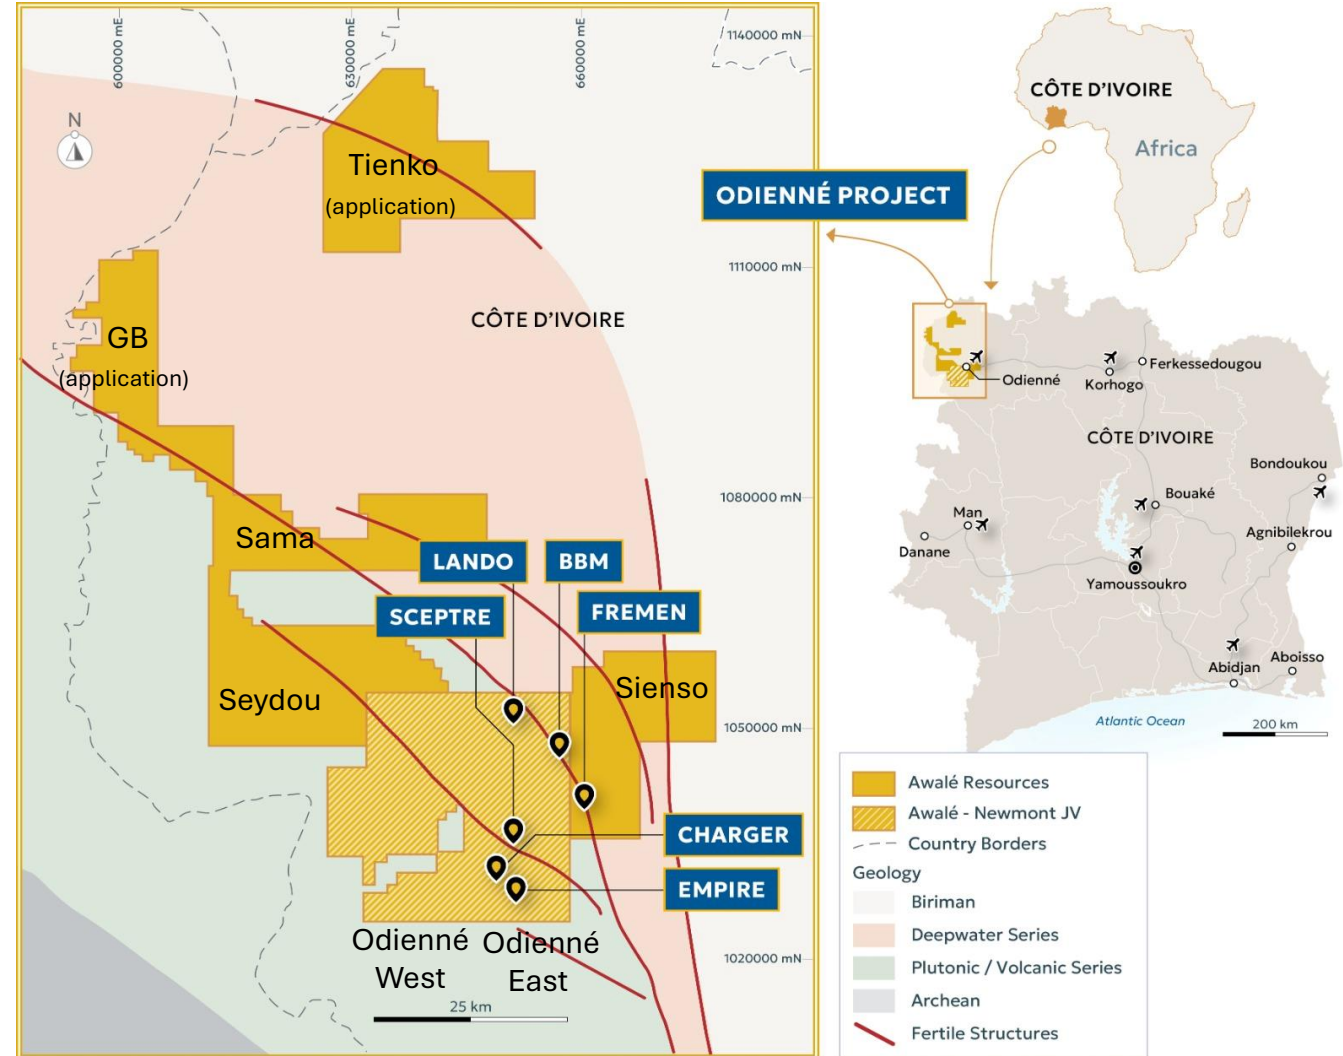 600000 mE
630000 mE
660000 mE
1140000 mN
N
Tienko
(application)
ODIENNÉ PROJECT
CÔTE D'IVOIRE
Africa
1110000 mN
CÔTE D'IVOIRE
GB
(application)
1080000 mN
Sama
LANDO
BBM
SCEPTRE
FREMEN
Seydou
Sienso
1050000 mN
CHARGER
EMPIRE
Odienné
West
Odienné
East
1020000 mN
25 km
Odienné
Korhogo
Ferkessedougou
CÔTE D'IVOIRE
Bondoukou
Bouaké
Man
Danane
Agnibilekrou
Yamoussoukro
Abidjan
Aboisso
Atlantic Ocean
200 km
Awalé Resources
Awalé - Newmont JV
Country Borders
Geology
Biriman
Deepwater Series
Plutonic / Volcanic Series
Archean
Fertile Structures